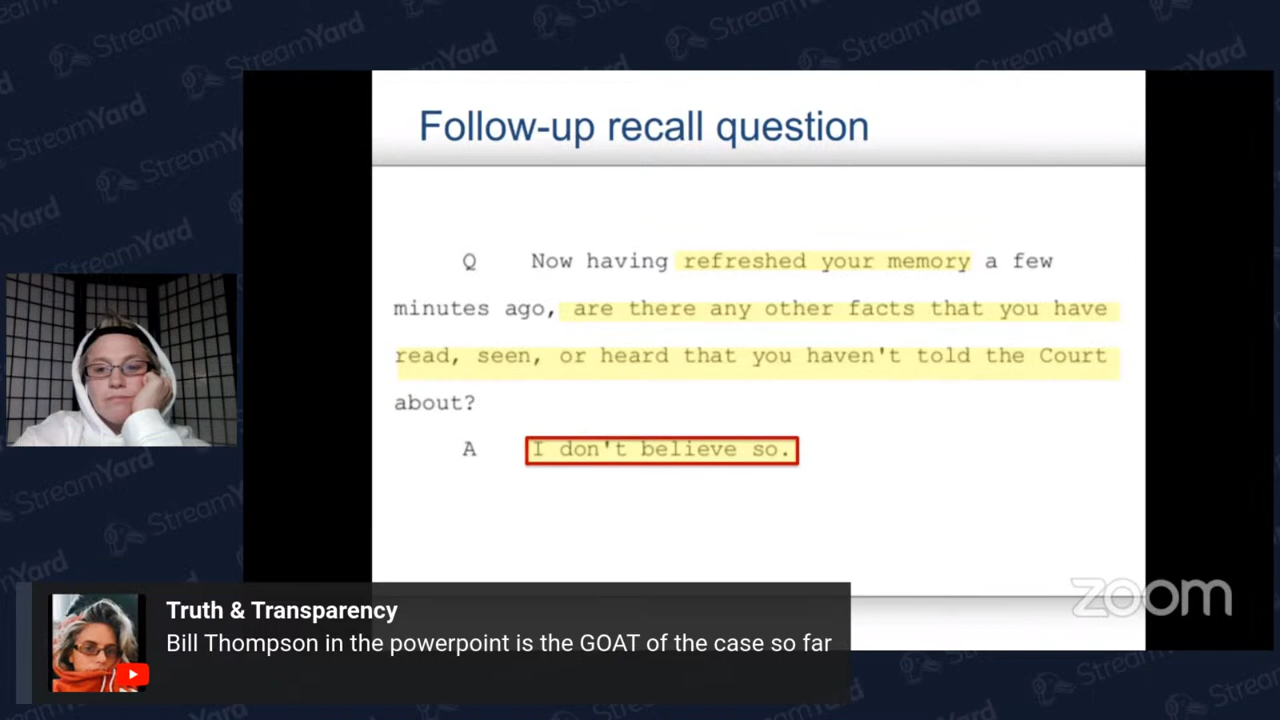 StreamYard
Follow-up recall question
Q Now having refreshed your memory a few
minutes ago, are there any other facts that you have
read, seen, or heard that you haven't told the Court
about?
A I don't believe so.
zoom
Truth & Transparency
Bill Thompson in the powerpoint is the GOAT of the case so far